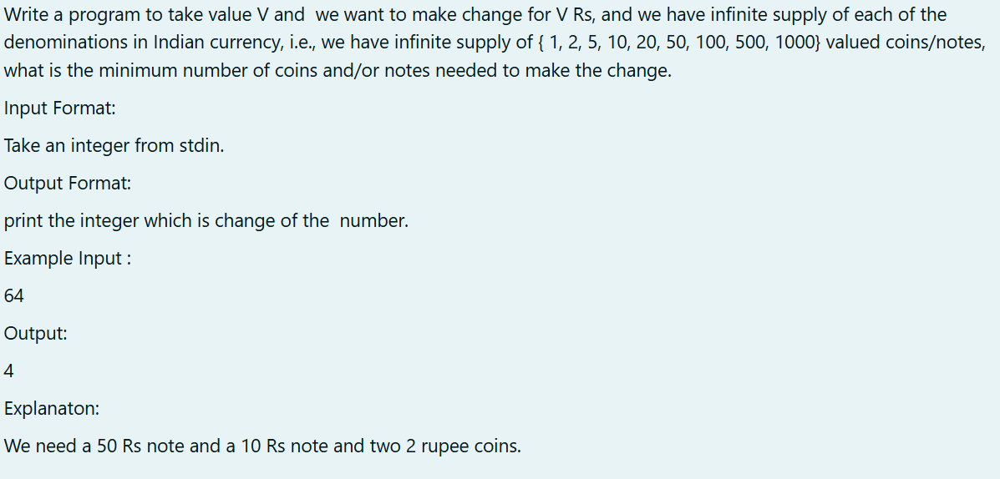 Write a program to take value V and  we want to make change for V Rs, and we have infinite supply of each of the
denominations in Indian currency, i.e., we have infinite supply of { 1, 2, 5, 10, 20, 50, 100, 500, 1000} valued coins/notes,
what is the minimum number of coins and/or notes needed to make the change.
Input Format:
Take an integer from stdin.
Output Format:
print the integer which is change of the  number.
Example Input :
64
Output:
4
Explanaton:
We need a 50 Rs note and a 10 Rs note and two 2 rupee coins.